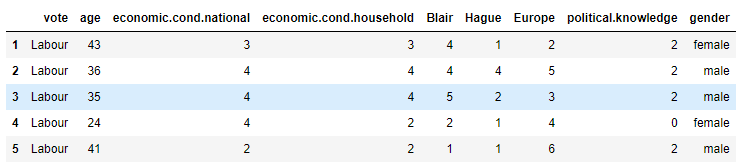 vote age economic.cond.national economic.cond.household Blair Hague Europe political.knowledge gender
1 Labour 43 3 3 4 1 2 2 female
2 Labour 36 4 4 4 4 5 2 male
3 Labour 35 4 4 5 2 3 2 male
4 Labour 24 4 2 2 1 4 0 female
5 Labour 41 2 2 1 1 6 2 male